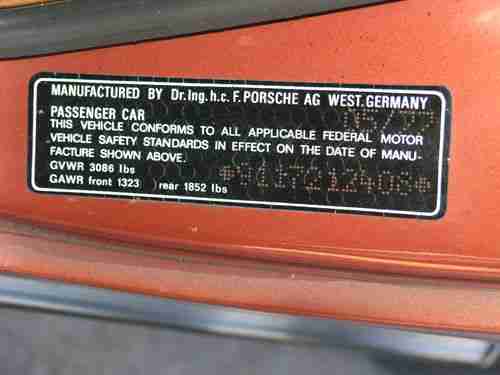 MANUFACTURED BY Dr.Ing.h.c.F.PORSCHE AG WEST.GERMANY
PASSENGER CAR
THIS VEHICLE CONFORMS TO ALL APPLICABLE FEDERAL MOTOR
VEHICLE SAFETY STANDARDS IN EFFECT ON THE DATE OF MANU-
FACTURE SHOWN ABOVE.
GVWR 3086 lbs
GAWR front 1323 )rear 1852 lbs